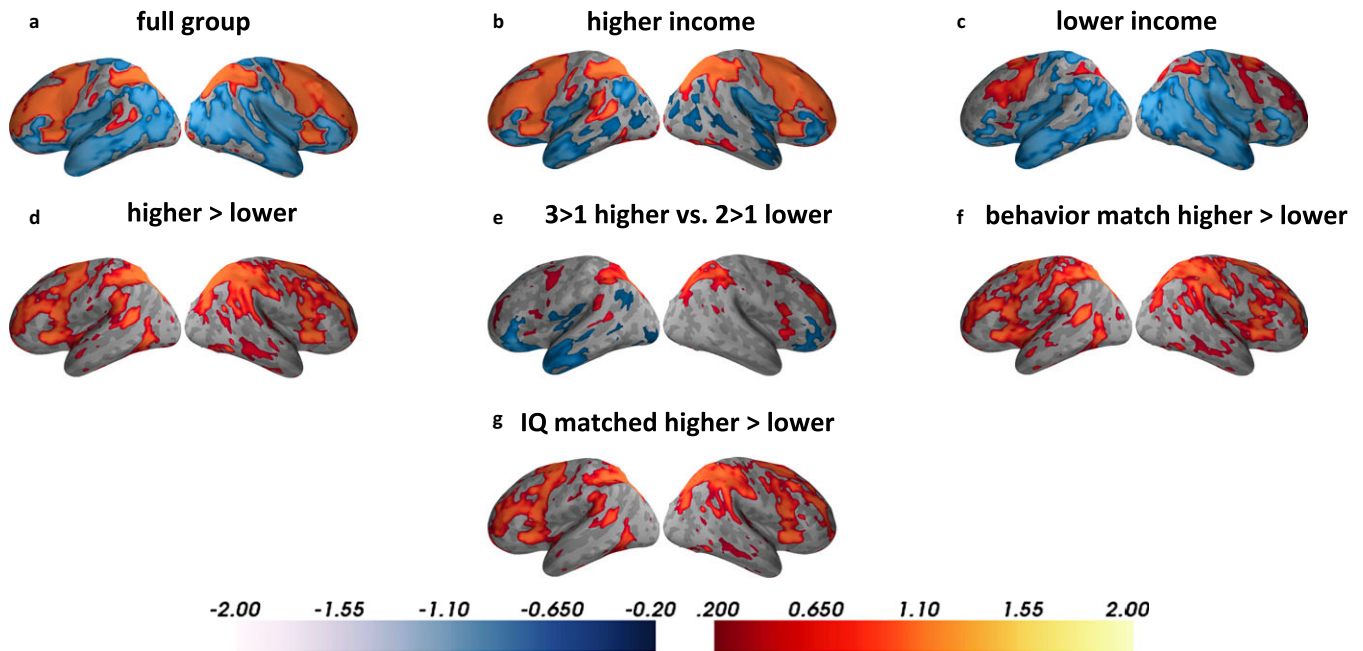 a full group
b higher income
c lower income
d higher > lower
e 3>1 higher vs. 2>1 lower
f behavior match higher > lower
g IQ matched higher > lower
-2.00 -1.55 -1.10 -0.650 -0.20 .200 0.650 1.10 1.55 2.00